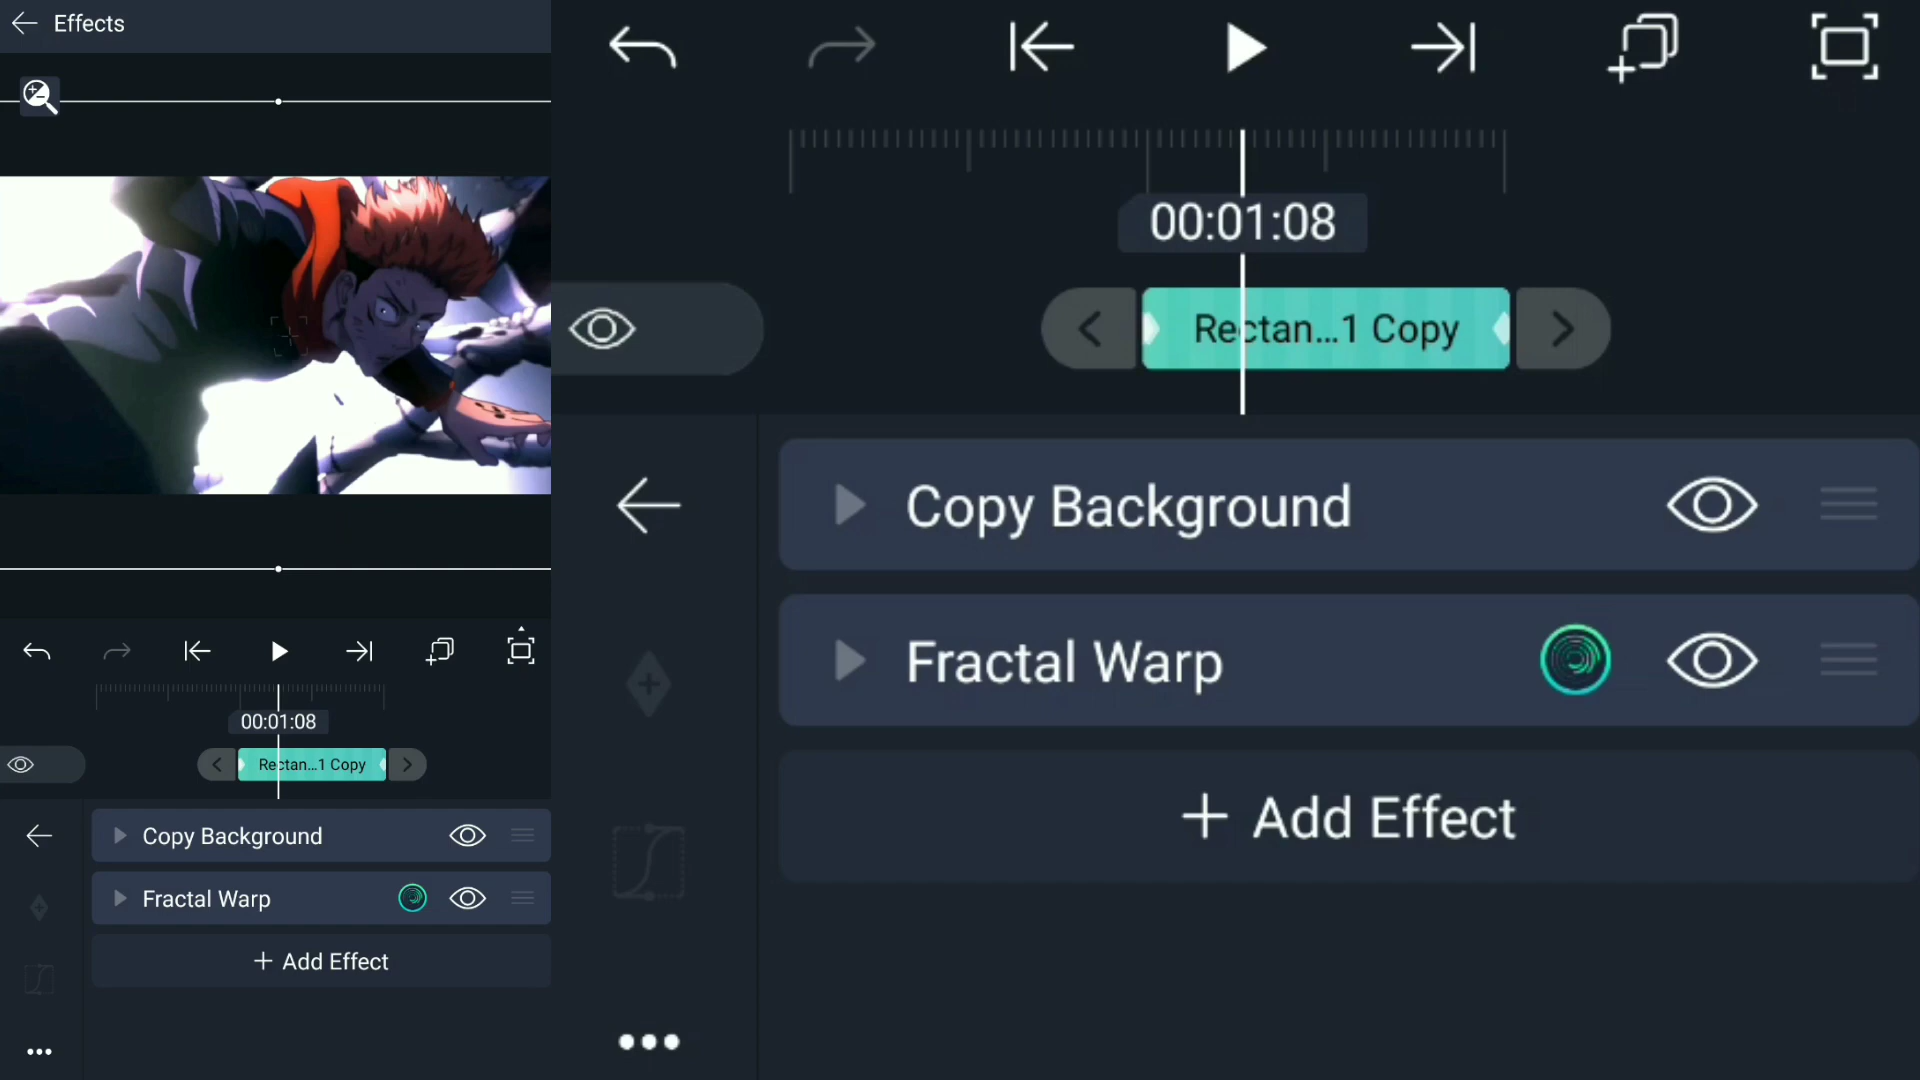 Effects
00:01:08
Rectan...1 Copy
Copy Background
Fractal Warp
+ Add Effect
00:01:08
Rectan...1 Copy
Copy Background
Fractal Warp
+ Add Effect